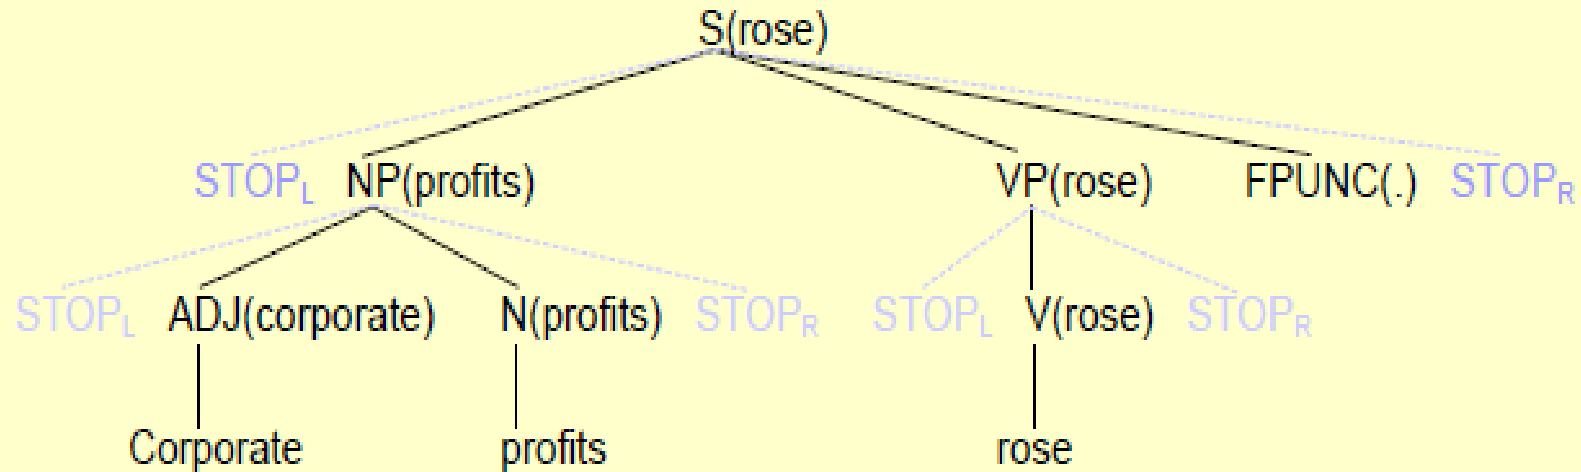 S(rose)
STOPL NP(profits) VP(rose) FPUNC(.) STOPR
STOPL ADJ(corporate) N(profits) STOPR STOPL V(rose) STOPR
Corporate profits rose